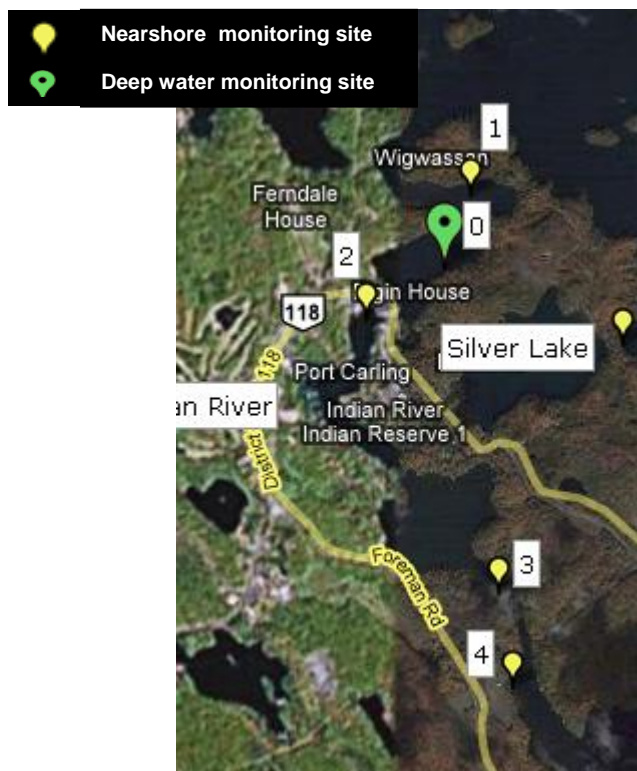 Nearshore monitoring site
Deep water monitoring site
1
Wigwassan
Ferndale
House
0
2
Elgin House
118
Silver Lake
118
Port Carling
an River
Indian River
Indian Reserve 1
District
Foreman Rd
3
4